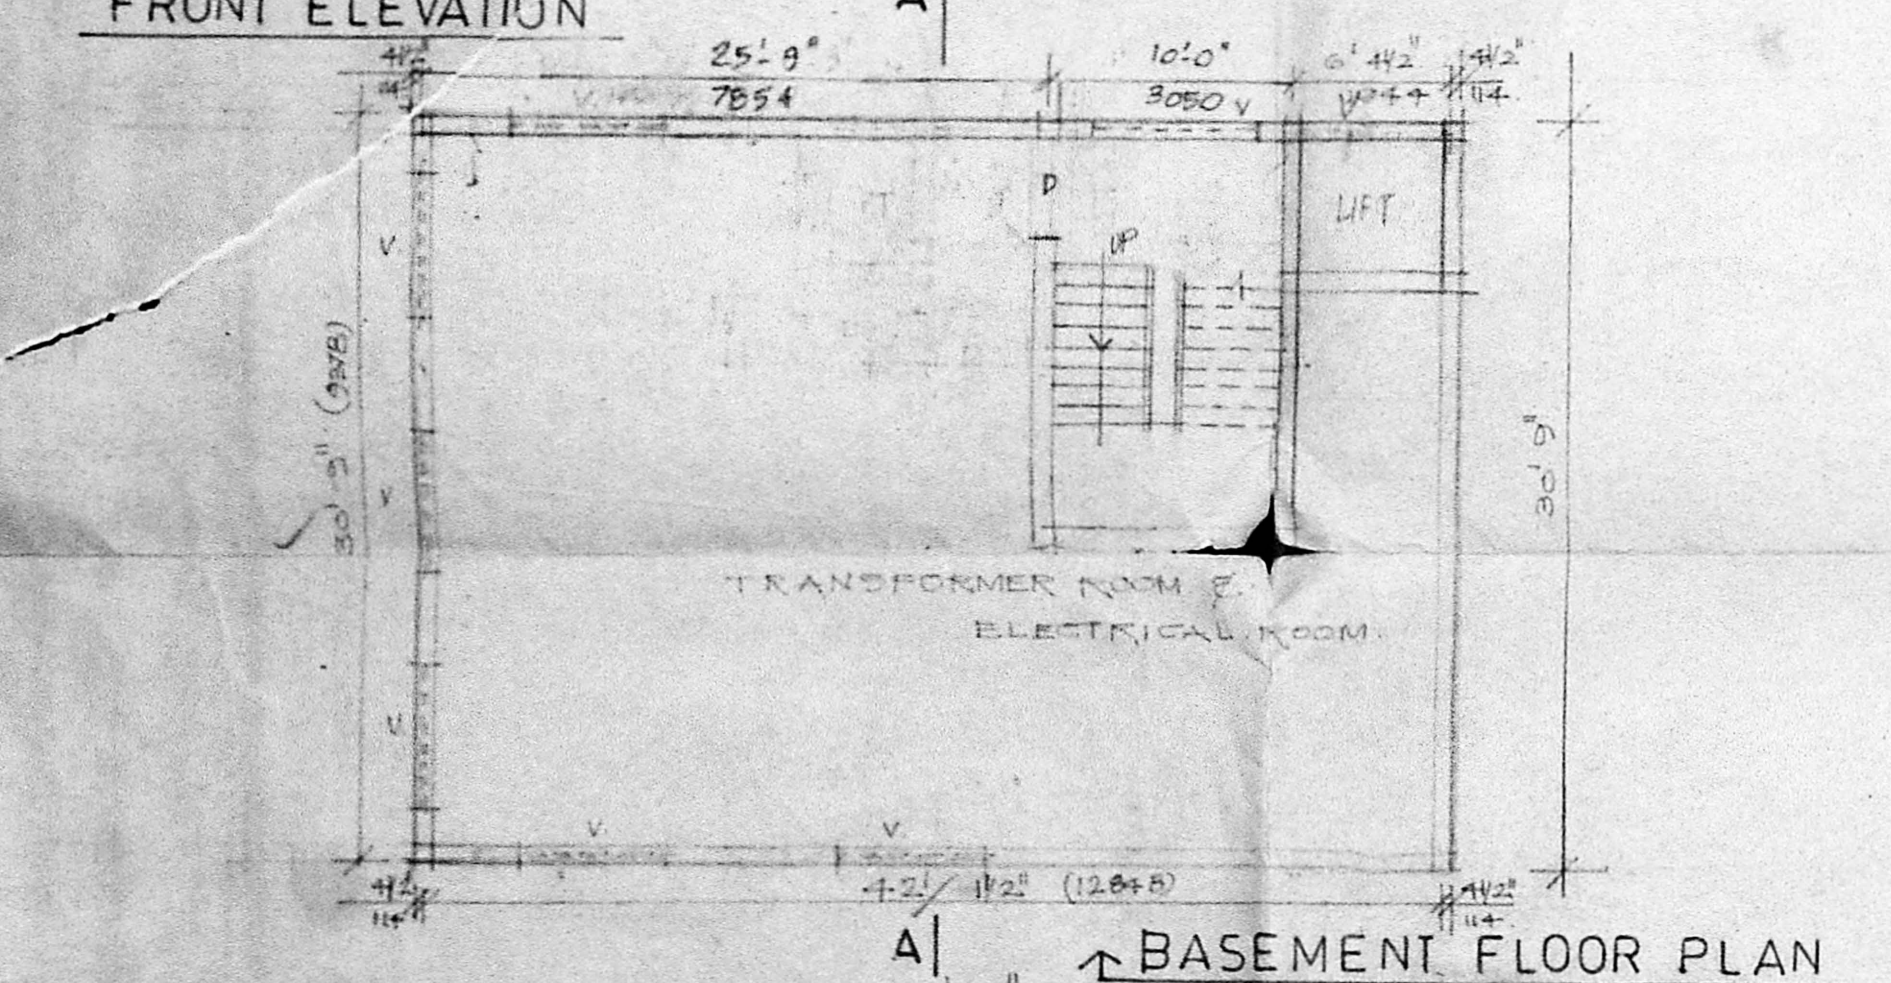 FRONT ELEVATION
A
4½" 25'-9" 10'-0" 6' 4½" 4½"
114 7854 3050 V 114
D
LIFT
UP
V
30' 9"
30' 9"
V
TRANSFORMER ROOM &
ELECTRICAL ROOM
V
V V
4½" 42' 1½" (12848) 4½"
114 114
A
BASEMENT FLOOR PLAN